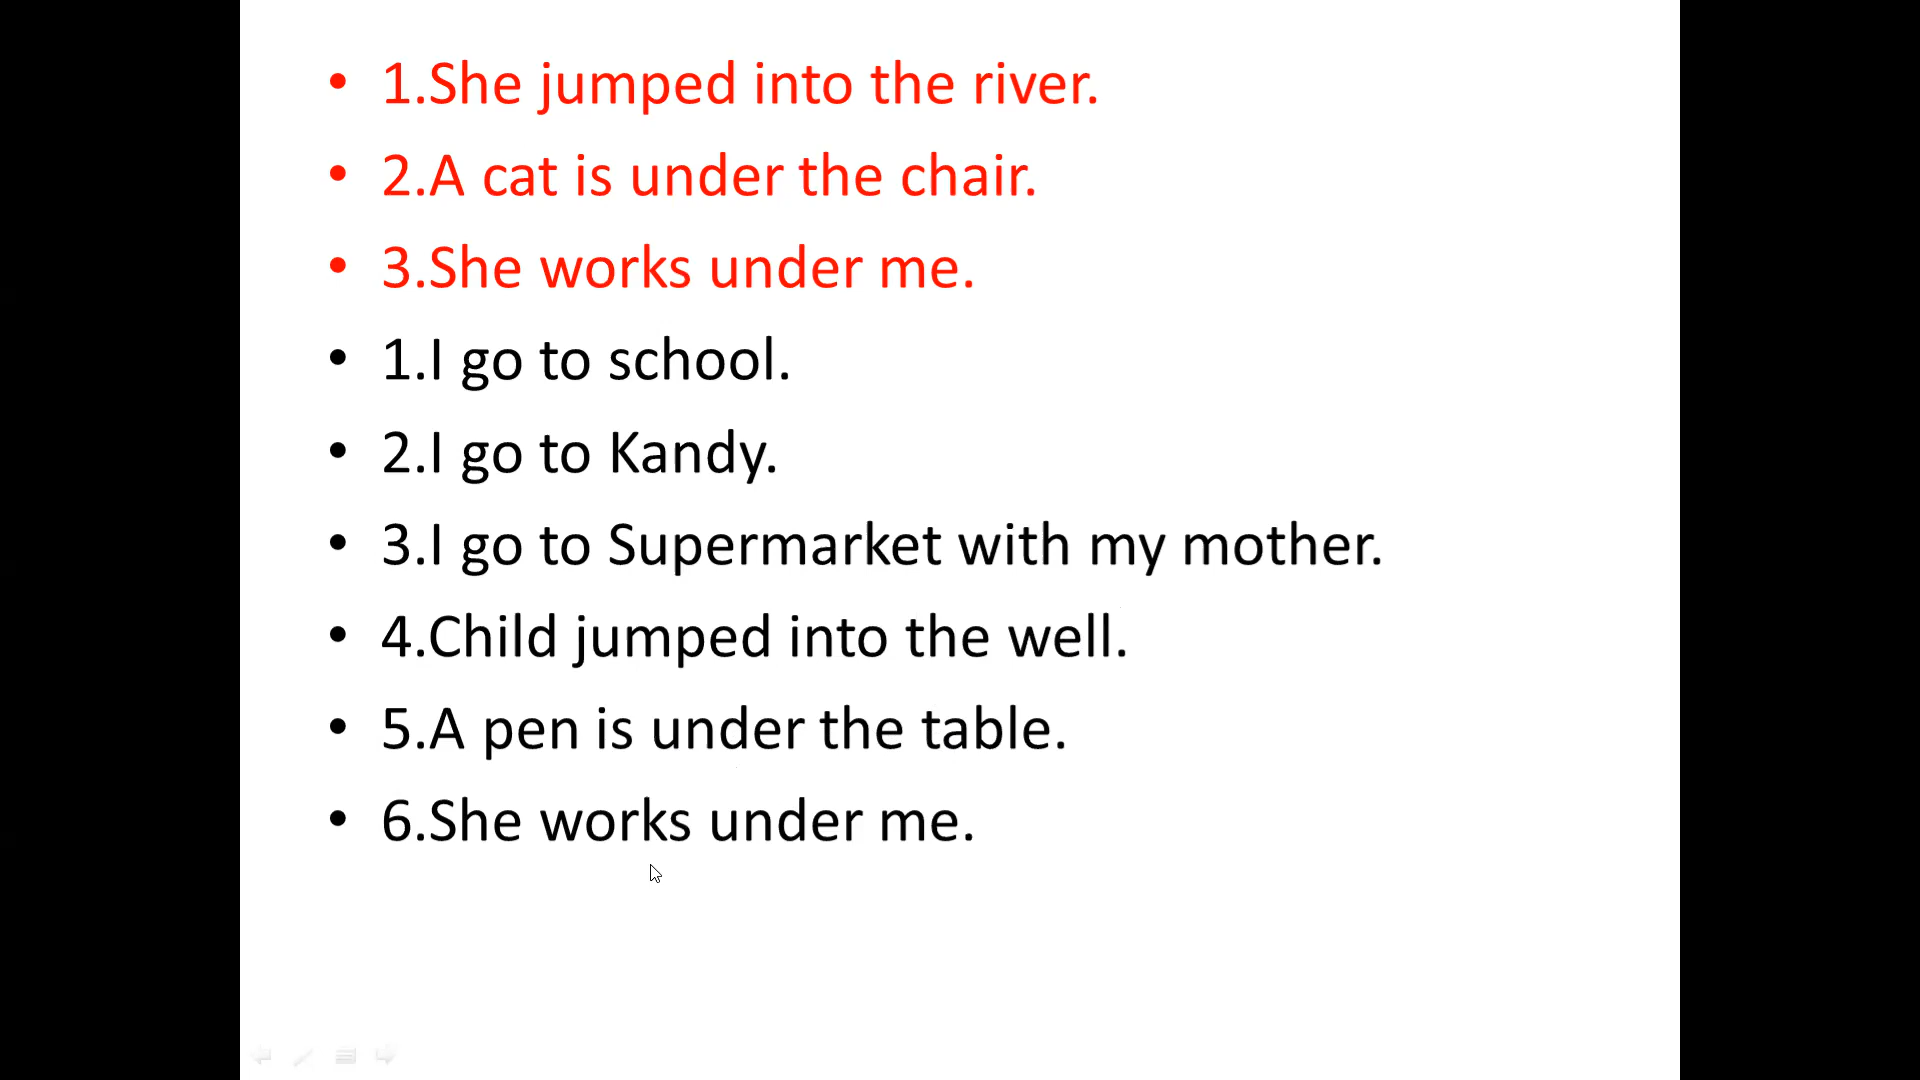 • 1.She jumped into the river.
• 2.A cat is under the chair.
• 3.She works under me.
• 1.I go to school.
• 2.I go to Kandy.
• 3.I go to Supermarket with my mother.
• 4.Child jumped into the well.
• 5.A pen is under the table.
• 6.She works under me.